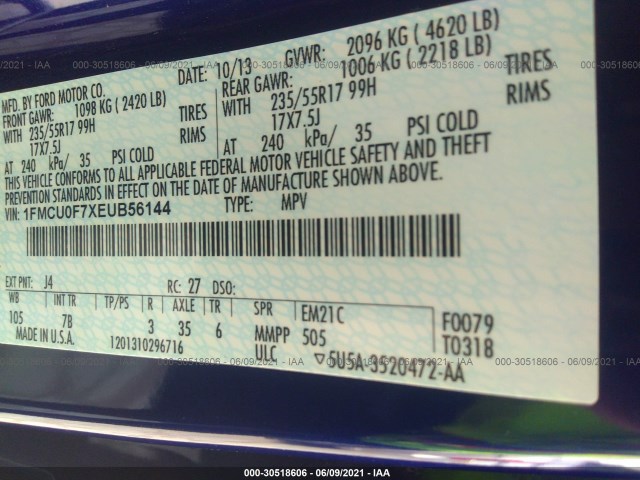 000-30518606 - 06/09/2021 - IAA
MFD. BY FORD MOTOR CO.
DATE: 10/13
GVWR: 2096 KG ( 4620 LB)
FRONT GAWR: 1098 KG ( 2420 LB)
REAR GAWR: 1006 KG ( 2218 LB)
WITH 235/55R17 99H TIRES
WITH 235/55R17 99H TIRES
17X7.5J RIMS
17X7.5J RIMS
AT 240 kPa/ 35 PSI COLD
AT 240 kPa/ 35 PSI COLD
THIS VEHICLE CONFORMS TO ALL APPLICABLE FEDERAL MOTOR VEHICLE SAFETY AND THEFT
PREVENTION STANDARDS IN EFFECT ON THE DATE OF MANUFACTURE SHOWN ABOVE.
VIN: 1FMCU0F7XEUB56144
TYPE: MPV
EXT PNT: J4 RC: 27 DSO:
WB INT TR TP/PS R AXLE TR SPR EM21C F0079
105 7B 3 35 6 MMPP 505 T0318
MADE IN U.S.A. 1201310296716 ULC ▽5U5A-3520472-AA
000-30518606 - 06/09/2021 - IAA